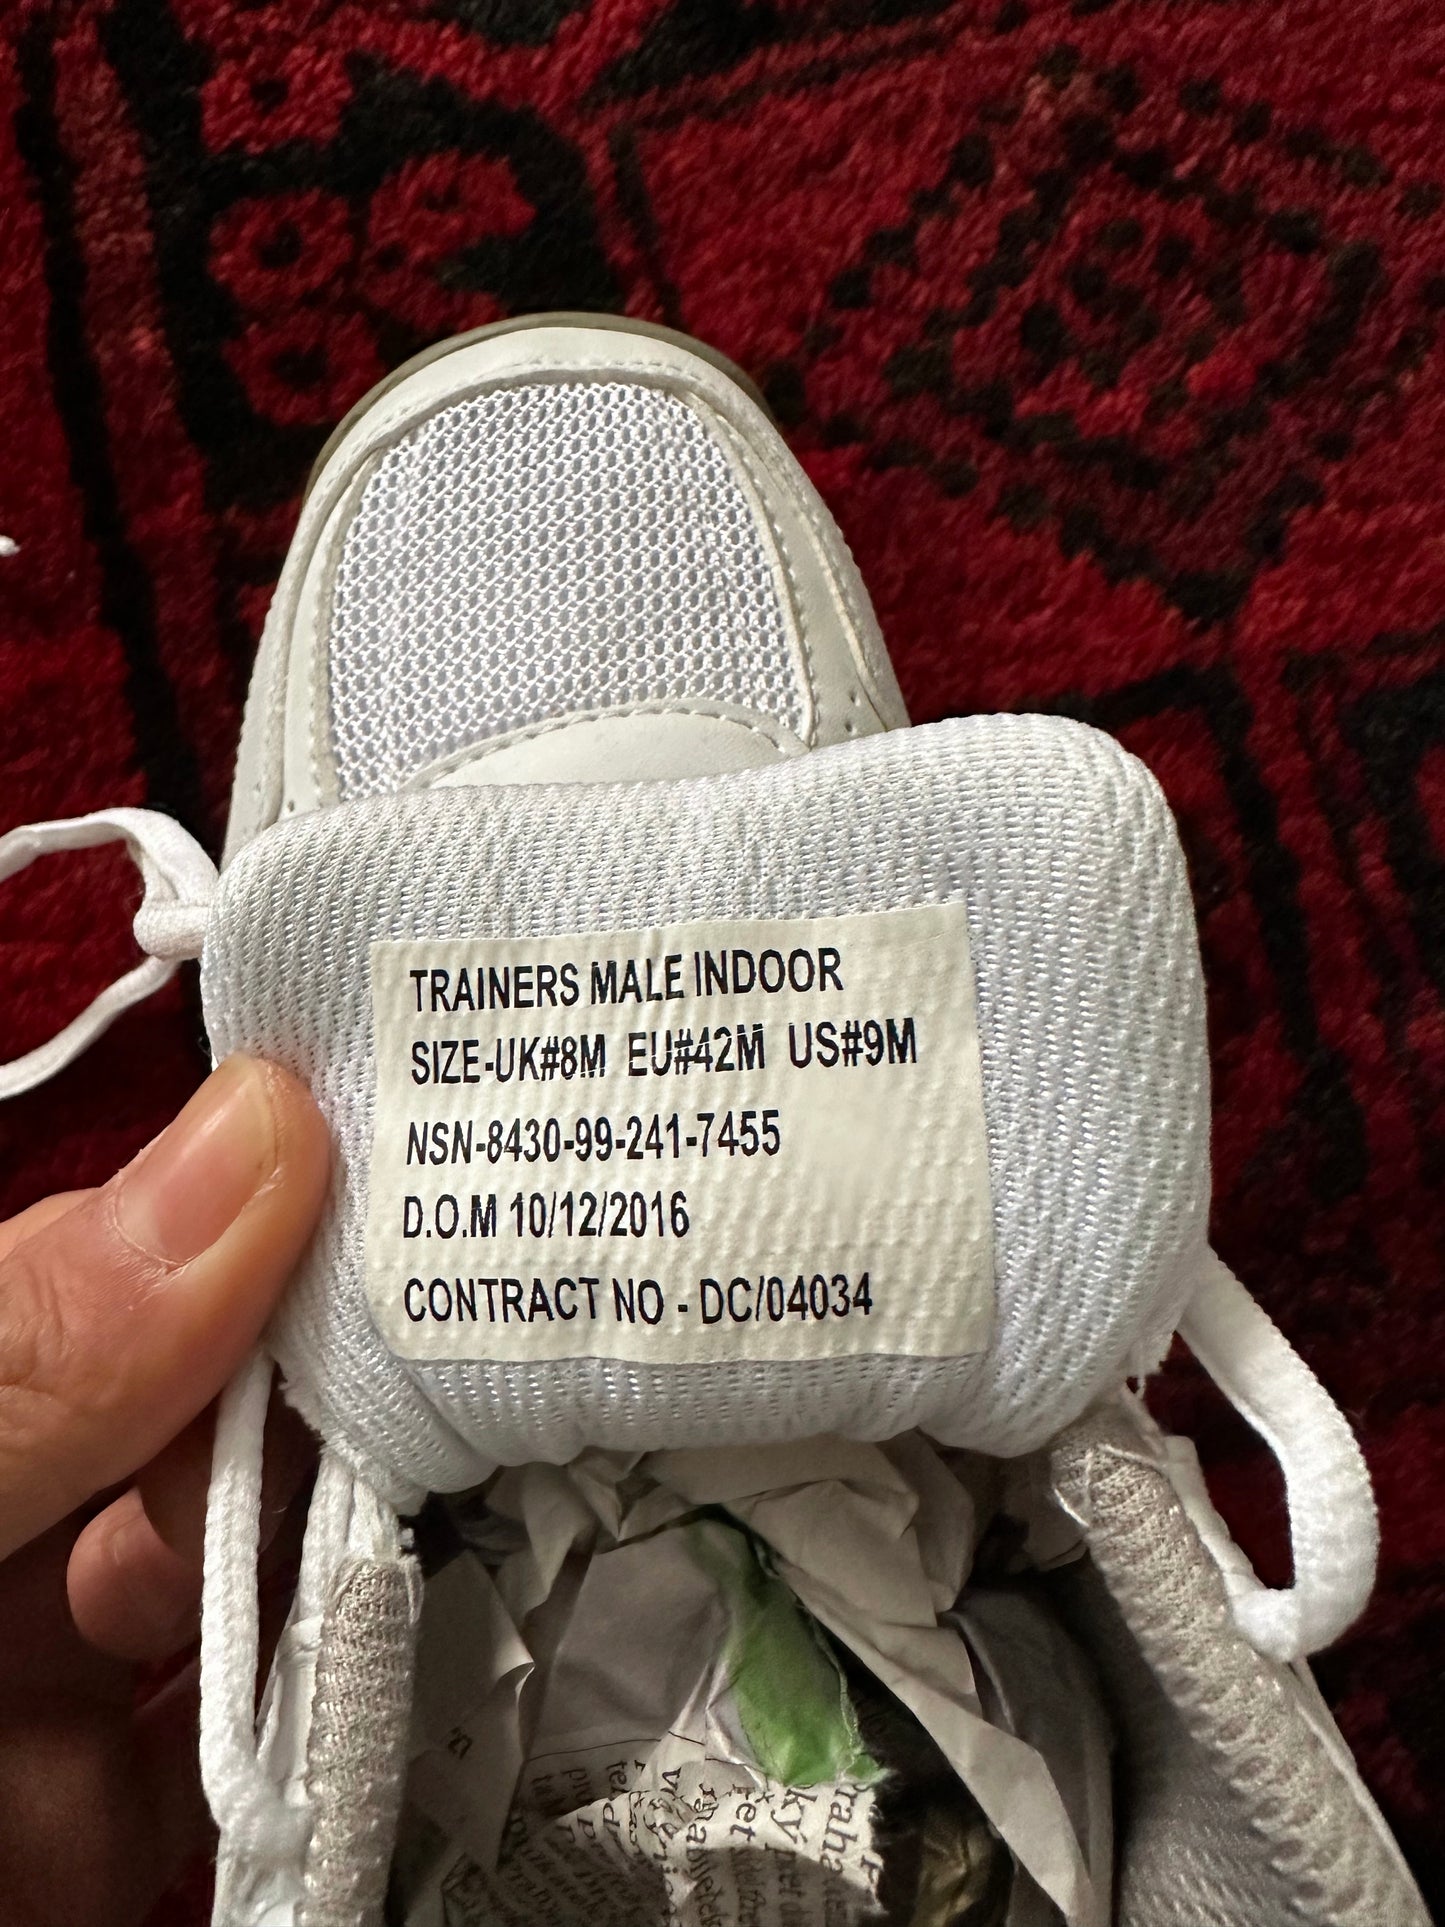 TRAINERS MALE INDOOR
SIZE-UK#8M EU#42M US#9M
NSN-8430-99-241-7455
D.O.M 10/12/2016
CONTRACT NO - DC/04034